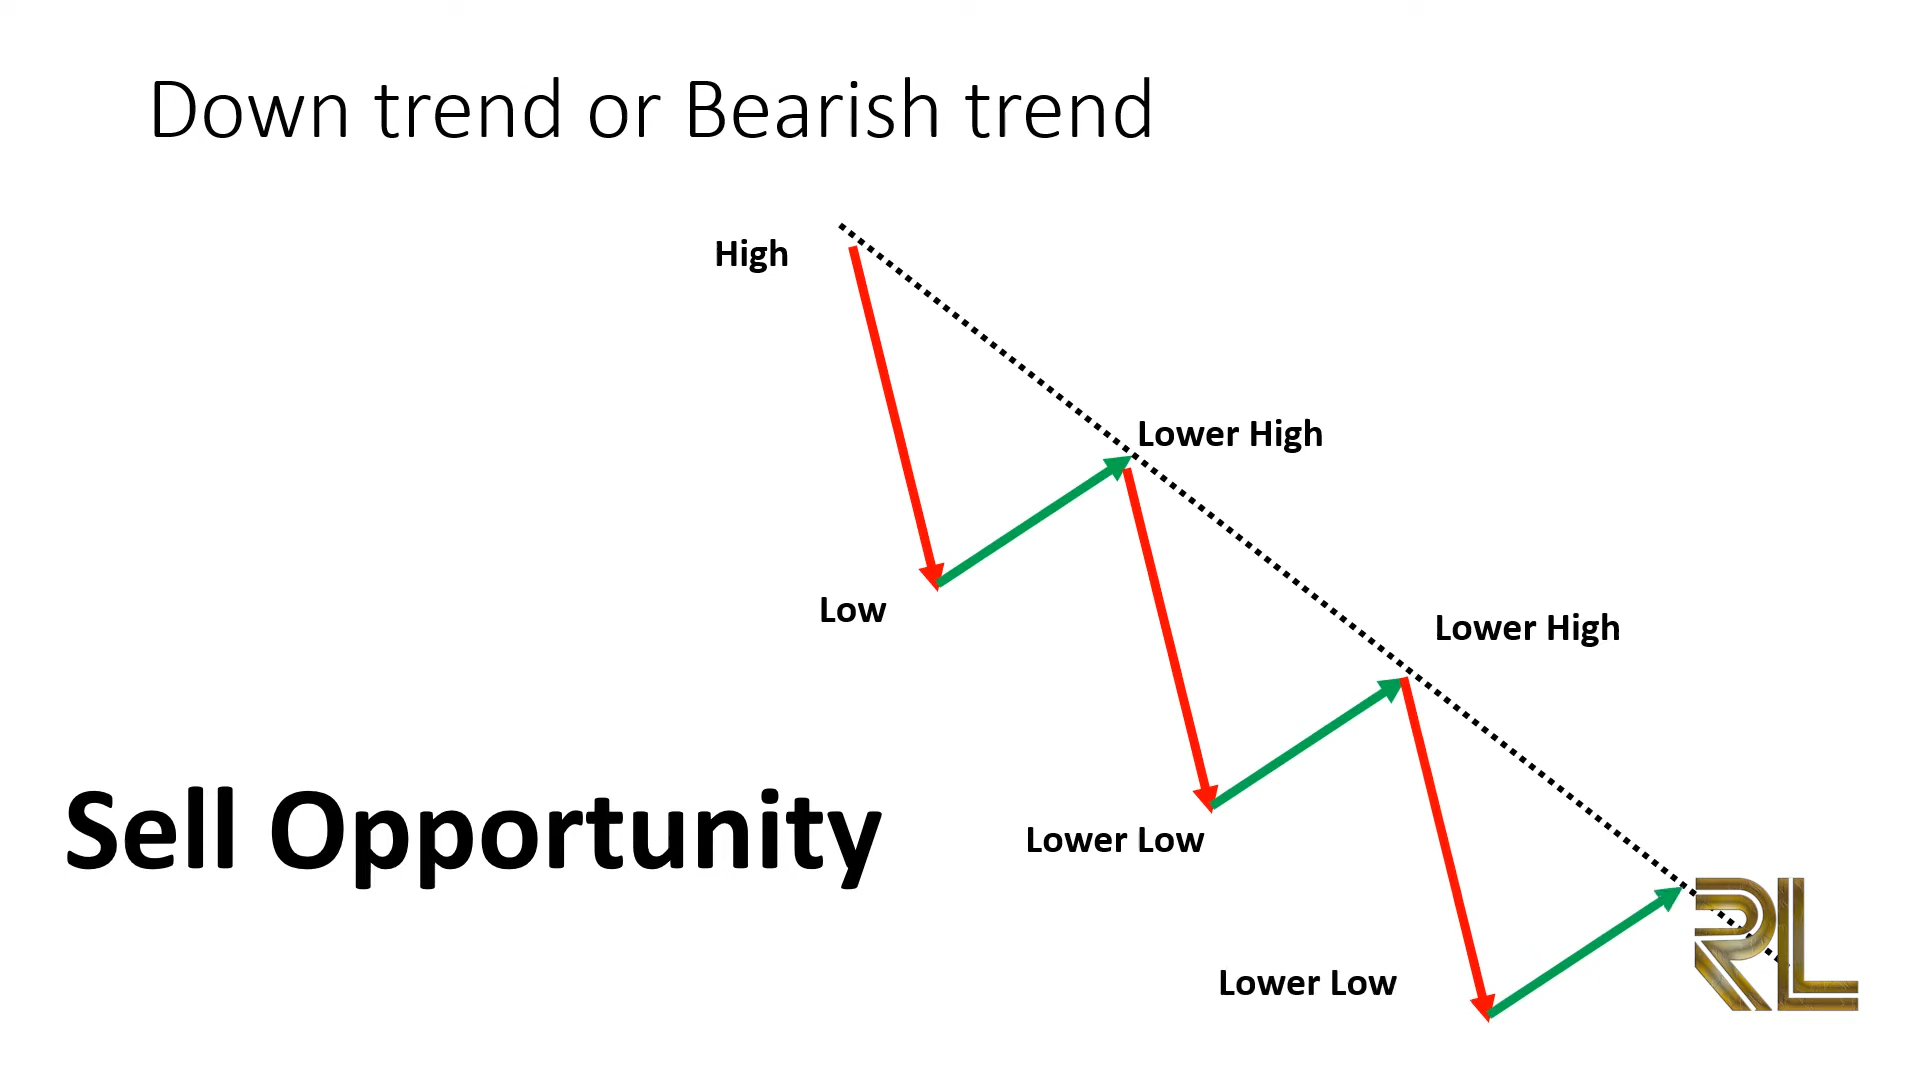 Down trend or Bearish trend
High
Lower High
Low
Lower High
Sell Opportunity
Lower Low
Lower Low
RL